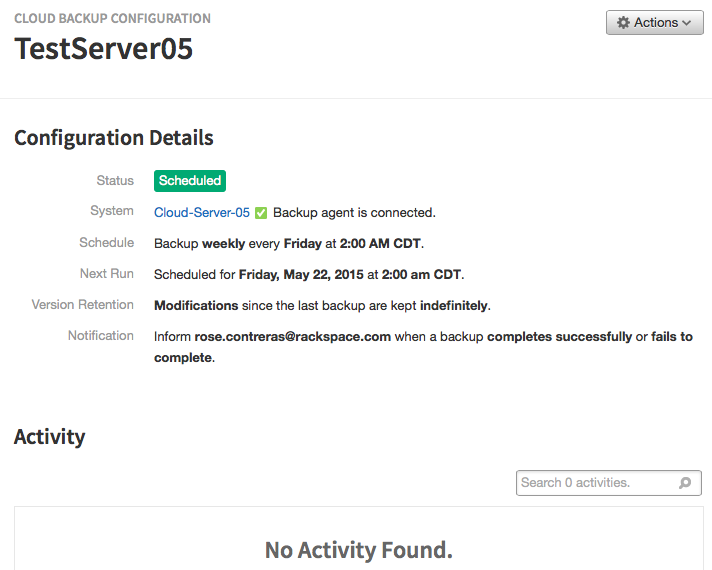 CLOUD BACKUP CONFIGURATION
TestServer05
Actions
Configuration Details
Status Scheduled
System Cloud-Server-05 Backup agent is connected.
Schedule Backup weekly every Friday at 2:00 AM CDT.
Next Run Scheduled for Friday, May 22, 2015 at 2:00 am CDT.
Version Retention Modifications since the last backup are kept indefinitely.
Notification Inform rose.contreras@rackspace.com when a backup completes successfully or fails to
complete.
Activity
Search 0 activities.
No Activity Found.